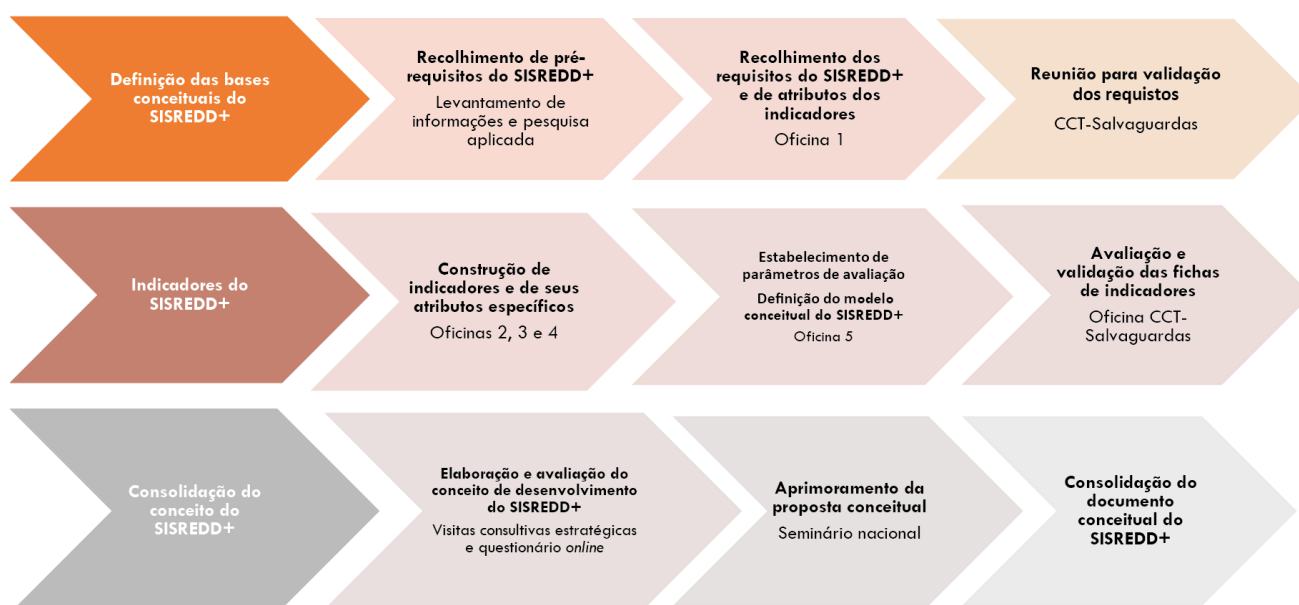 Definição das bases
conceituais do
SISREDD+
Recolhimento de pré-
requisitos do SISREDD+
Levantamento de
informações e pesquisa
aplicada
Recolhimento dos
requisitos do SISREDD+
e de atributos dos
indicadores
Oficina 1
Reunião para validação
dos requistos
CCT-Salvaguardas
Indicadores do
SISREDD+
Construção de
indicadores e de seus
atributos específicos
Oficinas 2, 3 e 4
Estabelecimento de
parâmetros de avaliação
Definição do modelo
conceitual do SISREDD+
Oficina 5
Avaliação e
validação das fichas
de indicadores
Oficina CCT-
Salvaguardas
Consolidação do
conceito do
SISREDD+
Elaboração e avaliação do
conceito de desenvolvimento
do SISREDD+
Visitas consultivas estratégicas
e questionário online
Aprimoramento da
proposta conceitual
Seminário nacional
Consolidação do
documento
conceitual do
SISREDD+